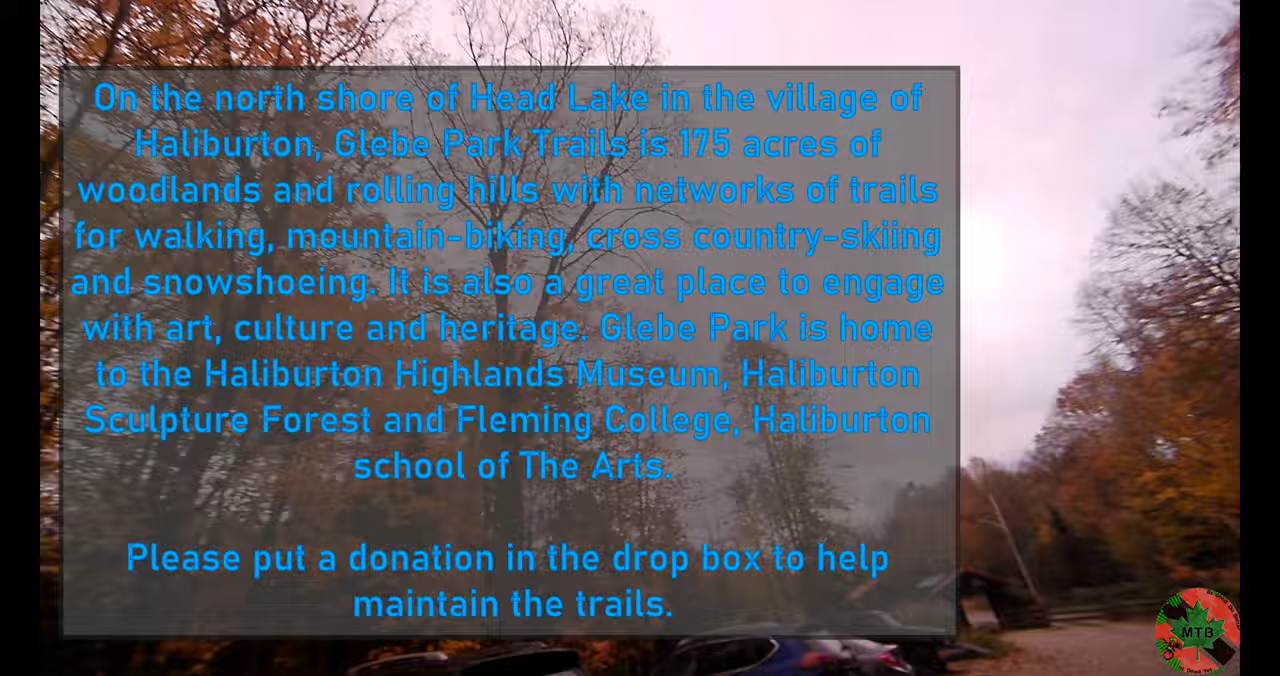 On the north shore of Head Lake in the village of
Haliburton, Glebe Park Trails is 175 acres of
woodlands and rolling hills with networks of trails
for walking, mountain-biking, cross country-skiing
and snowshoeing. It is also a great place to engage
with art, culture and heritage. Glebe Park is home
to the Haliburton Highlands Museum, Haliburton
Sculpture Forest and Fleming College, Haliburton
school of The Arts.
Please put a donation in the drop box to help
maintain the trails.
MTB